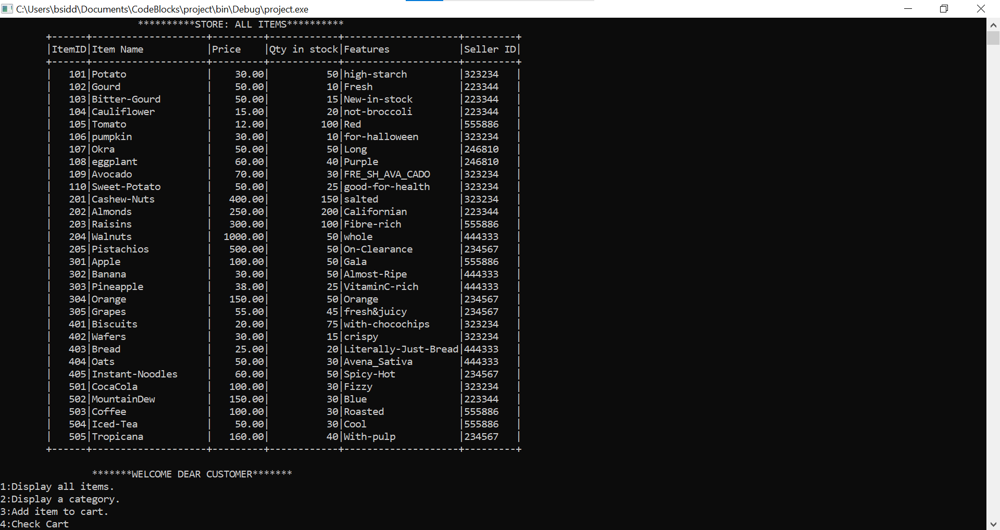 C:\Users\bsidd\Documents\CodeBlocks\project\bin\Debug\project.exe
**********STORE: ALL ITEMS**********
+------+--------------------+---------+------------+--------------------+---------+
|ItemID|Item Name           |Price    |Qty in stock|Features            |Seller ID|
+------+--------------------+---------+------------+--------------------+---------+
|   101|Potato              |    30.00|          50|high-starch         |323234   |
|   102|Gourd               |    50.00|          10|Fresh               |223344   |
|   103|Bitter-Gourd        |    50.00|          15|New-in-stock        |223344   |
|   104|Cauliflower         |    15.00|          20|not-broccoli        |223344   |
|   105|Tomato              |    12.00|         100|Red                 |555886   |
|   106|pumpkin             |    30.00|          10|for-halloween       |323234   |
|   107|Okra                |    50.00|          50|Long                |246810   |
|   108|eggplant            |    60.00|          40|Purple              |246810   |
|   109|Avocado             |    70.00|          30|FRE_SH_AVA_CADO     |323234   |
|   110|Sweet-Potato        |    50.00|          25|good-for-health     |323234   |
|   201|Cashew-Nuts         |   400.00|         150|salted              |323234   |
|   202|Almonds             |   250.00|         200|Californian         |223344   |
|   203|Raisins             |   300.00|         100|Fibre-rich          |555886   |
|   204|Walnuts             |  1000.00|          50|whole               |444333   |
|   205|Pistachios          |   500.00|          50|On-Clearance        |234567   |
|   301|Apple               |   100.00|          50|Gala                |555886   |
|   302|Banana              |    30.00|          50|Almost-Ripe         |444333   |
|   303|Pineapple           |    38.00|          25|VitaminC-rich       |444333   |
|   304|Orange              |   150.00|          50|Orange              |234567   |
|   305|Grapes              |    55.00|          45|fresh&juicy         |234567   |
|   401|Biscuits            |    20.00|          75|with-chocochips     |323234   |
|   402|Wafers              |    30.00|          15|crispy              |323234   |
|   403|Bread               |    25.00|          20|Literally-Just-Bread|444333   |
|   404|Oats                |    50.00|          30|Avena_Sativa        |444333   |
|   405|Instant-Noodles     |    60.00|          50|Spicy-Hot           |234567   |
|   501|CocaCola            |   100.00|          30|Fizzy               |323234   |
|   502|MountainDew         |   150.00|          30|Blue                |223344   |
|   503|Coffee              |   100.00|          30|Roasted             |555886   |
|   504|Iced-Tea            |    50.00|          30|Cool                |555886   |
|   505|Tropicana           |   160.00|          40|With-pulp           |234567   |
+------+--------------------+---------+------------+--------------------+---------+
*******WELCOME DEAR CUSTOMER*******
1:Display all items.
2:Display a category.
3:Add item to cart.
4:Check Cart